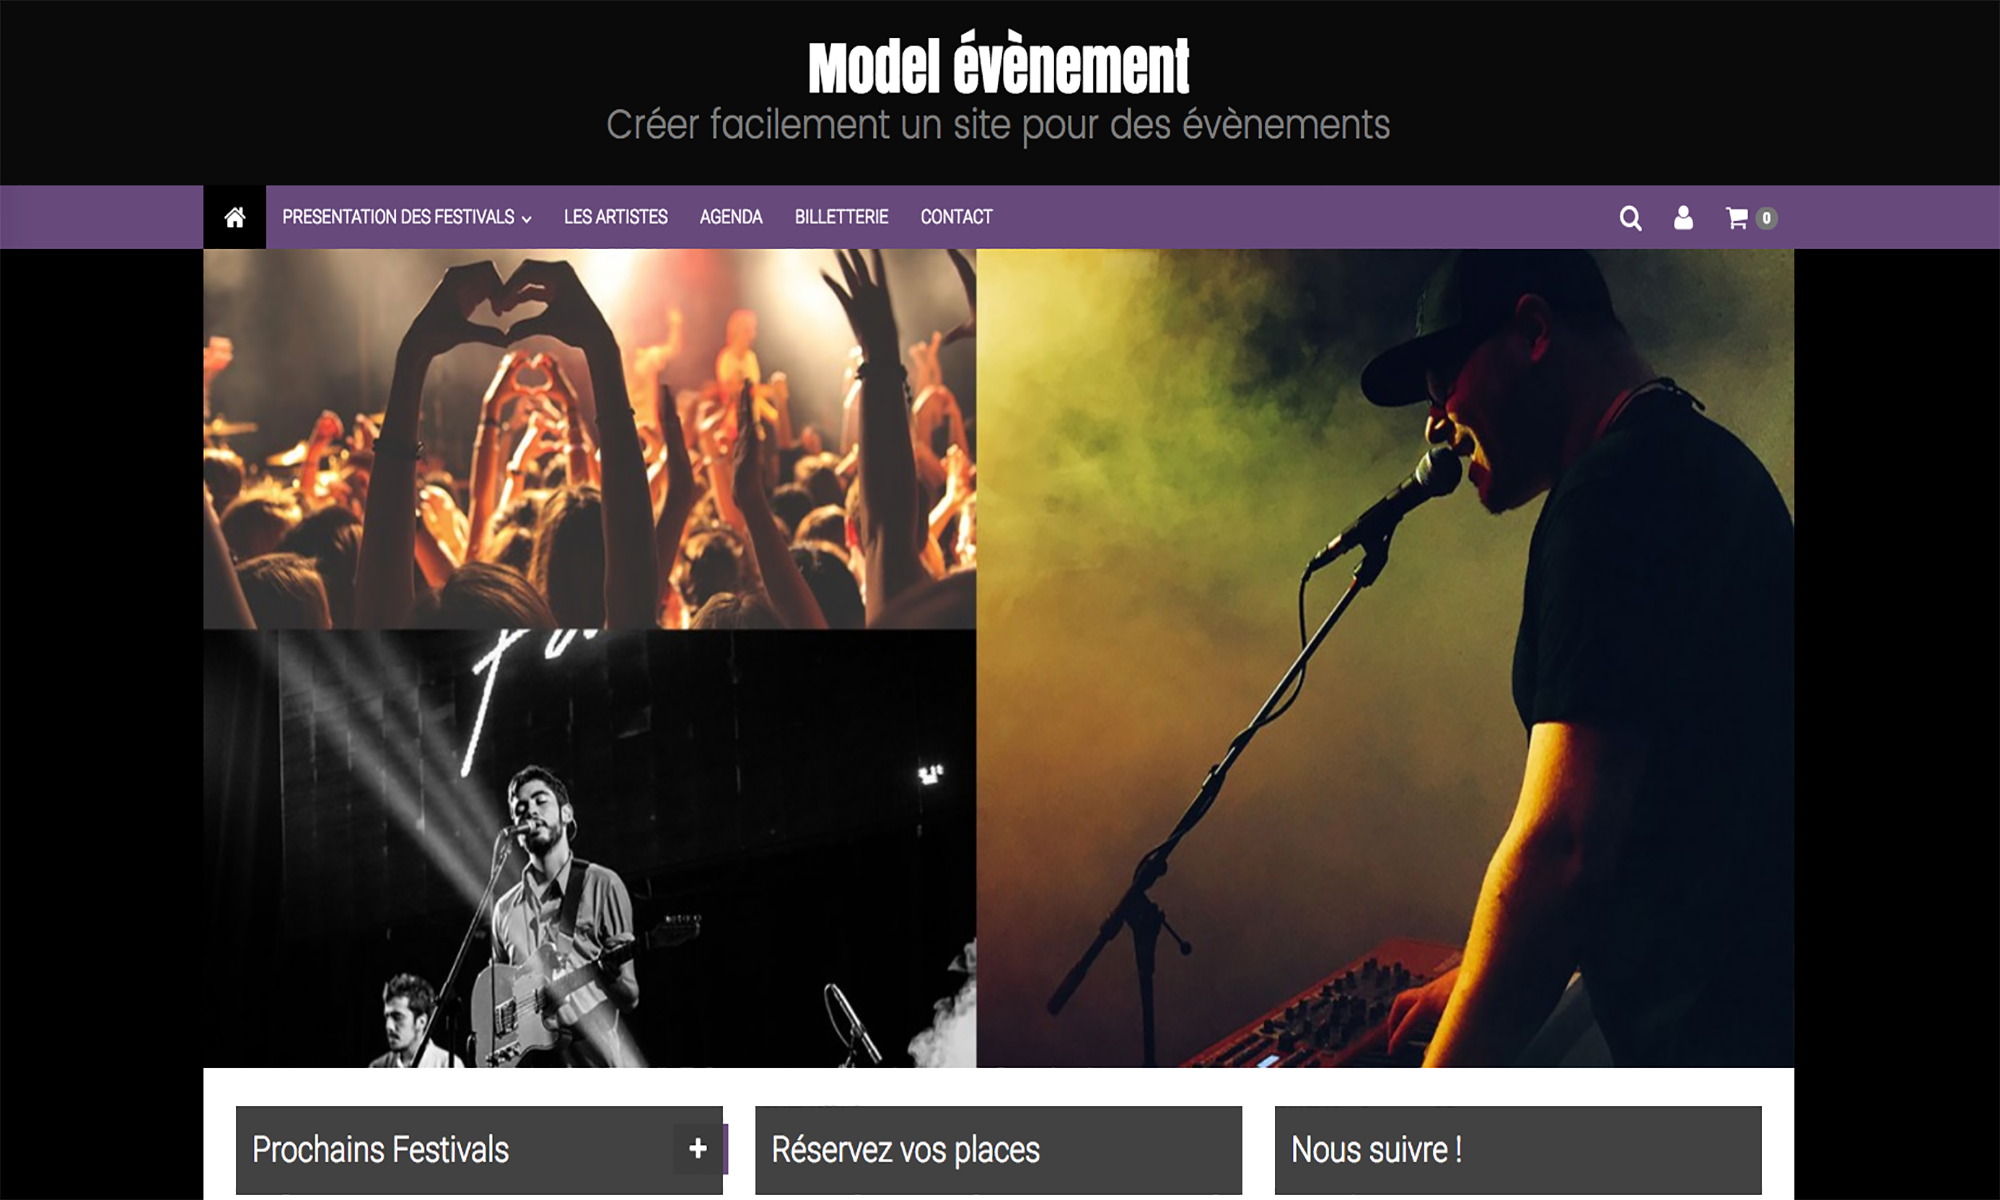 Model évènement
Créer facilement un site pour des évènements
PRESENTATION DES FESTIVALS LES ARTISTES AGENDA BILLETTERIE CONTACT 0
Prochains Festivals + Réservez vos places Nous suivre !